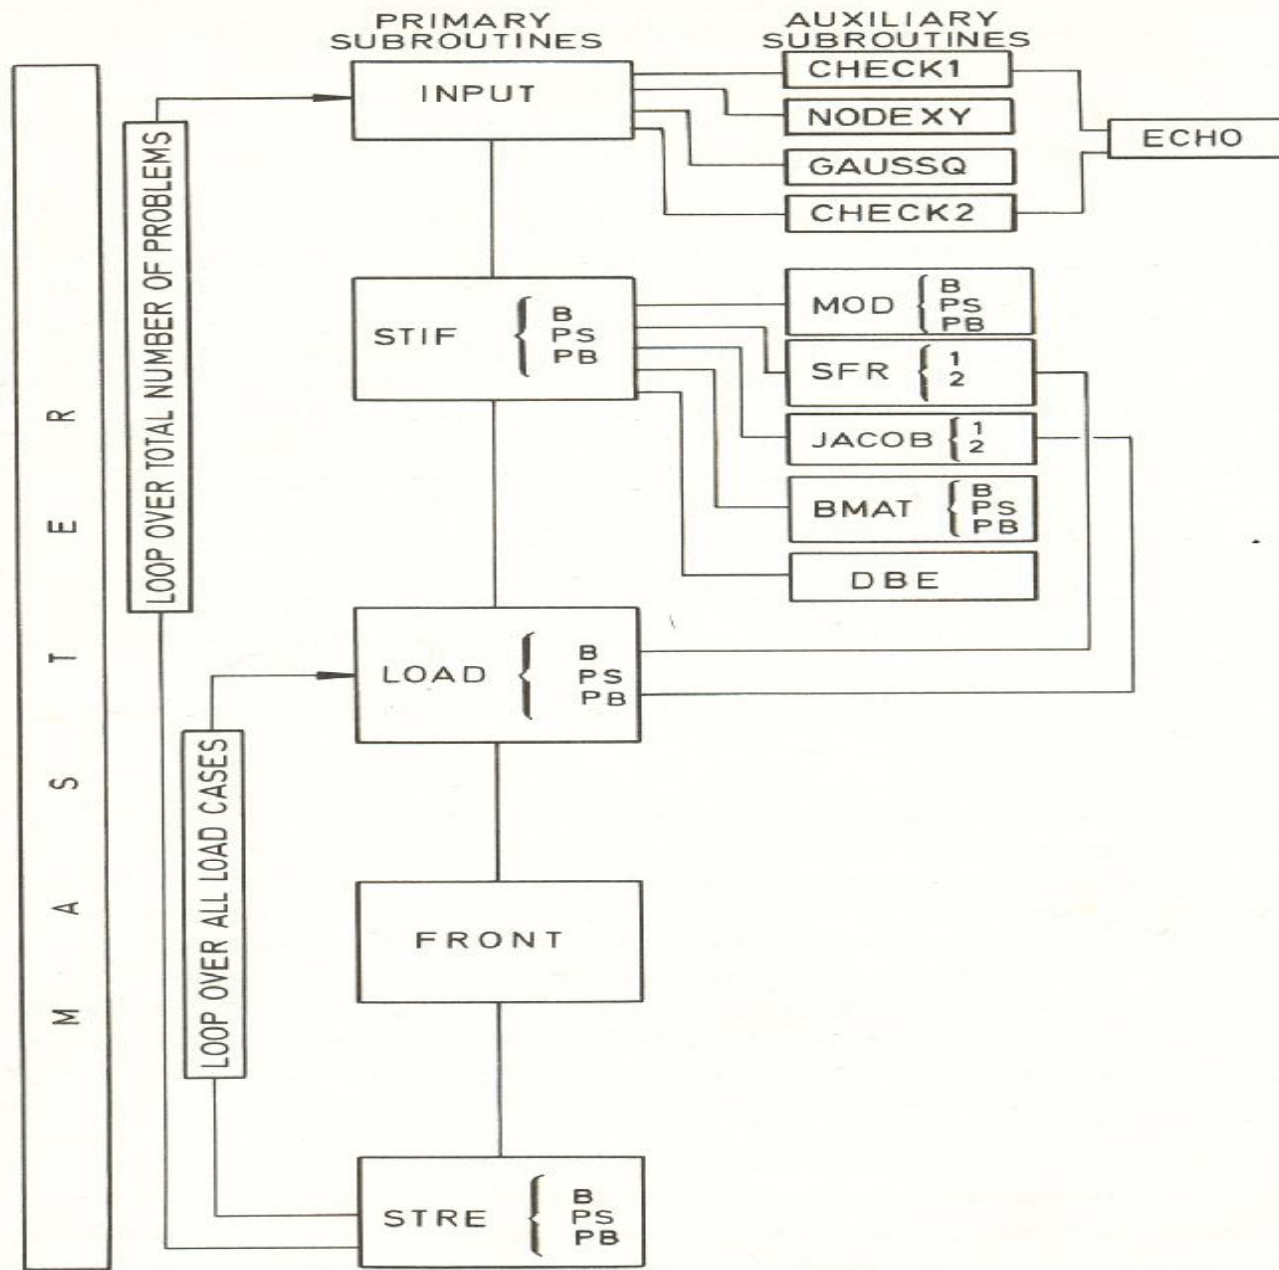 PRIMARY
SUBROUTINES
AUXILIARY
SUBROUTINES
MASTER
LOOP OVER TOTAL NUMBER OF PROBLEMS
LOOP OVER ALL LOAD CASES
INPUT
CHECK1
NODEXY
GAUSSQ
CHECK2
ECHO
STIF { B
PS
PB
MOD { B
PS
PB
SFR { 1
2
JACOB { 1
2
BMAT { B
PS
PB
DBE
LOAD { B
PS
PB
FRONT
STRE { B
PS
PB